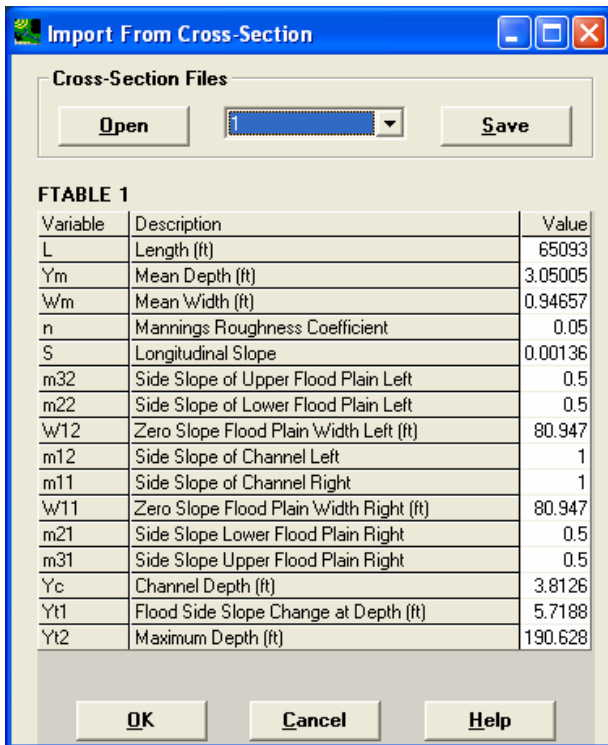 Import From Cross-Section
Cross-Section Files
Open 1 Save
FTABLE 1
Variable Description Value
L Length (ft) 65093
Ym Mean Depth (ft) 3.05005
Wm Mean Width (ft) 0.94657
n Mannings Roughness Coefficient 0.05
S Longitudinal Slope 0.00136
m32 Side Slope of Upper Flood Plain Left 0.5
m22 Side Slope of Lower Flood Plain Left 0.5
W12 Zero Slope Flood Plain Width Left (ft) 80.947
m12 Side Slope of Channel Left 1
m11 Side Slope of Channel Right 1
W11 Zero Slope Flood Plain Width Right (ft) 80.947
m21 Side Slope Lower Flood Plain Right 0.5
m31 Side Slope Upper Flood Plain Right 0.5
Yc Channel Depth (ft) 3.8126
Yt1 Flood Side Slope Change at Depth (ft) 5.7188
Yt2 Maximum Depth (ft) 190.628
OK Cancel Help